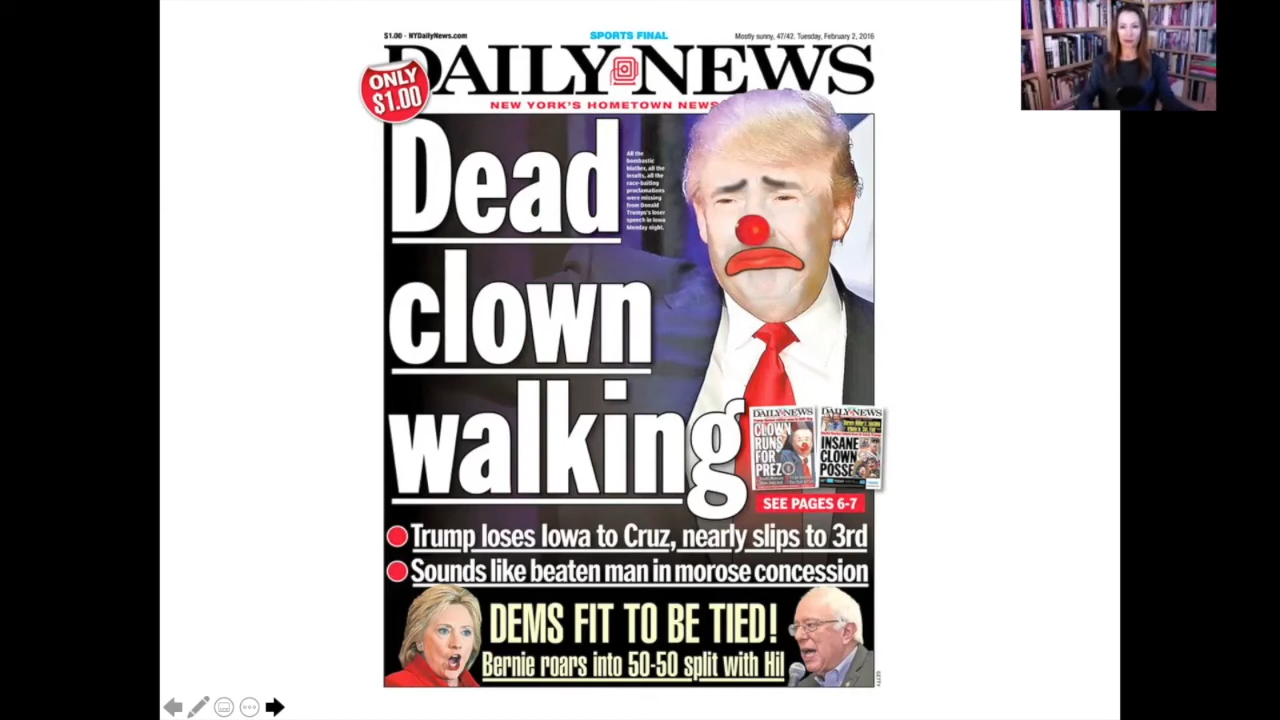 $1.00 · NYDailyNews.com
SPORTS FINAL
Mostly sunny, 47/42. Tuesday, February 2, 2016
DAILY NEWS
ONLY
$1.00
NEW YORK'S HOMETOWN NEWS
Dead
clown
walking
All the
bombastic
bluther, all the
insults, all the
race-baiting
proclamations
were missing
from Donald
Trump's loser
speech in Iowa
Monday night.
DAILY NEWS
CLOWN
RUNS
FOR
PREZ
DAILY NEWS
INSANE
CLOWN
POSSE
SEE PAGES 6-7
Trump loses Iowa to Cruz, nearly slips to 3rd
Sounds like beaten man in morose concession
DEMS FIT TO BE TIED!
Bernie roars into 50-50 split with Hil
GETTY